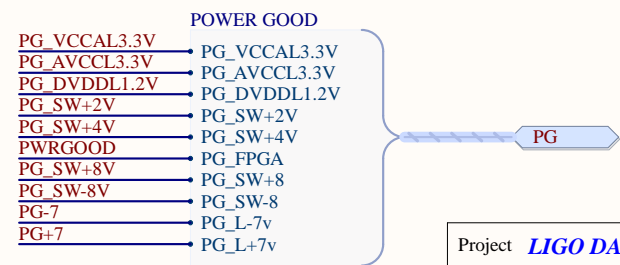 POWER GOOD
PG_VCCAL3.3V PG_VCCAL3.3V
PG_AVCCL3.3V PG_AVCCL3.3V
PG_DVDDL1.2V PG_DVDDL1.2V
PG_SW+2V PG_SW+2V
PG_SW+4V PG_SW+4V PG
PWRGOOD PG_FPGA
PG_SW+8V PG_SW+8
PG_SW-8V PG_SW-8
PG-7 PG_L-7v
PG+7 PG_L+7v
Project LIGO DA